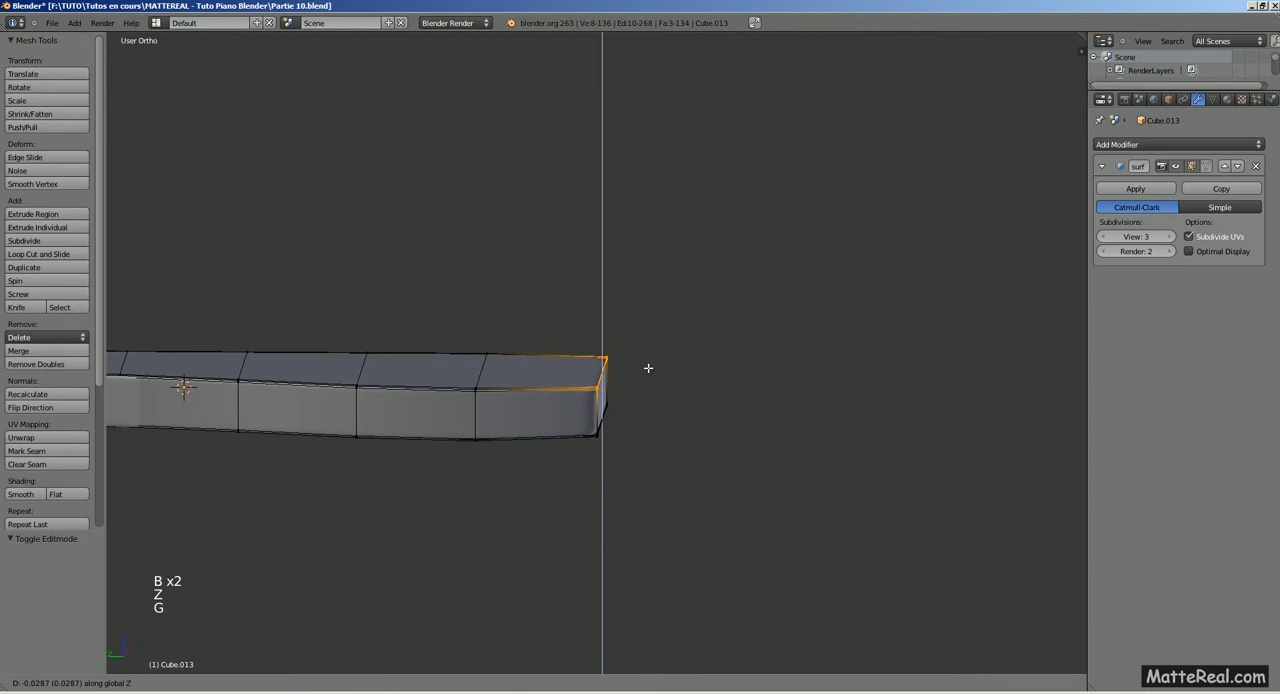 Blender* [F:\TUTO\Tutos en cours\MATTEREAL - Tuto Piano Blender\Partie 10.blend]
File Add Render Help Default Scene Blender Render blender.org 263 | Ve:8-136 | Ed:10-268 | Fa:3-134 | Cube.013
Mesh Tools
Transform:
Translate
Rotate
Scale
Shrink/Fatten
Push/Pull
Deform:
Edge Slide
Noise
Smooth Vertex
Add:
Extrude Region
Extrude Individual
Subdivide
Loop Cut and Slide
Duplicate
Spin
Screw
Knife Select
Remove:
Delete
Merge
Remove Doubles
Normals:
Recalculate
Flip Direction
UV Mapping:
Unwrap
Mark Seam
Clear Seam
Shading:
Smooth Flat
Repeat:
Repeat Last
Toggle Editmode
User Ortho
B x2
Z
G
(1) Cube.013
D: -0.0287 (0.0287) along global Z
View Search All Scenes
Scene
RenderLayers
Cube.013
Add Modifier
surf
Apply Copy
Catmull-Clark Simple
Subdivisions: Options:
View: 3 Subdivide UVs
Render: 2 Optimal Display
MatteReal.com